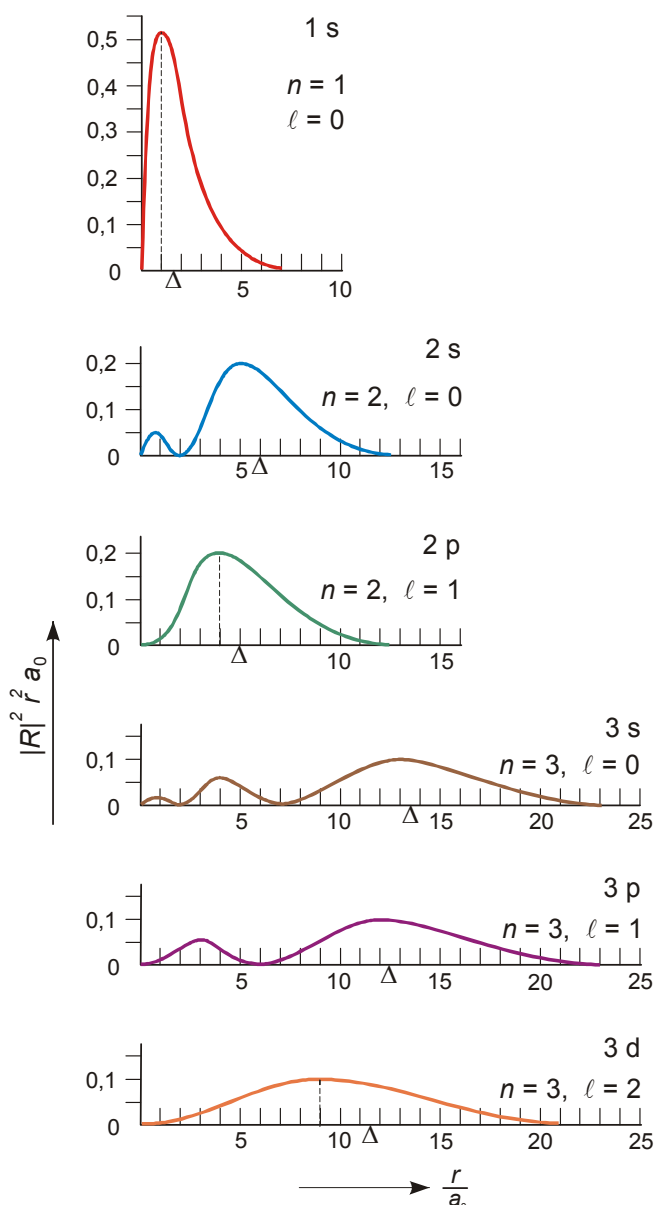 1 s
n = 1
ℓ = 0
0,5
0,4
0,3
0,2
0,1
0
Δ
5
10
2 s
n = 2, ℓ = 0
0,2
0,1
0
5
Δ
10
15
2 p
n = 2, ℓ = 1
0,2
0,1
0
Δ
10
15
|R|² r² a₀
3 s
n = 3, ℓ = 0
0,1
0
5
10
Δ
15
20
25
3 p
n = 3, ℓ = 1
0,1
0
5
10
Δ
15
20
25
3 d
n = 3, ℓ = 2
0,1
0
5
10
Δ
15
20
25
r
a₀